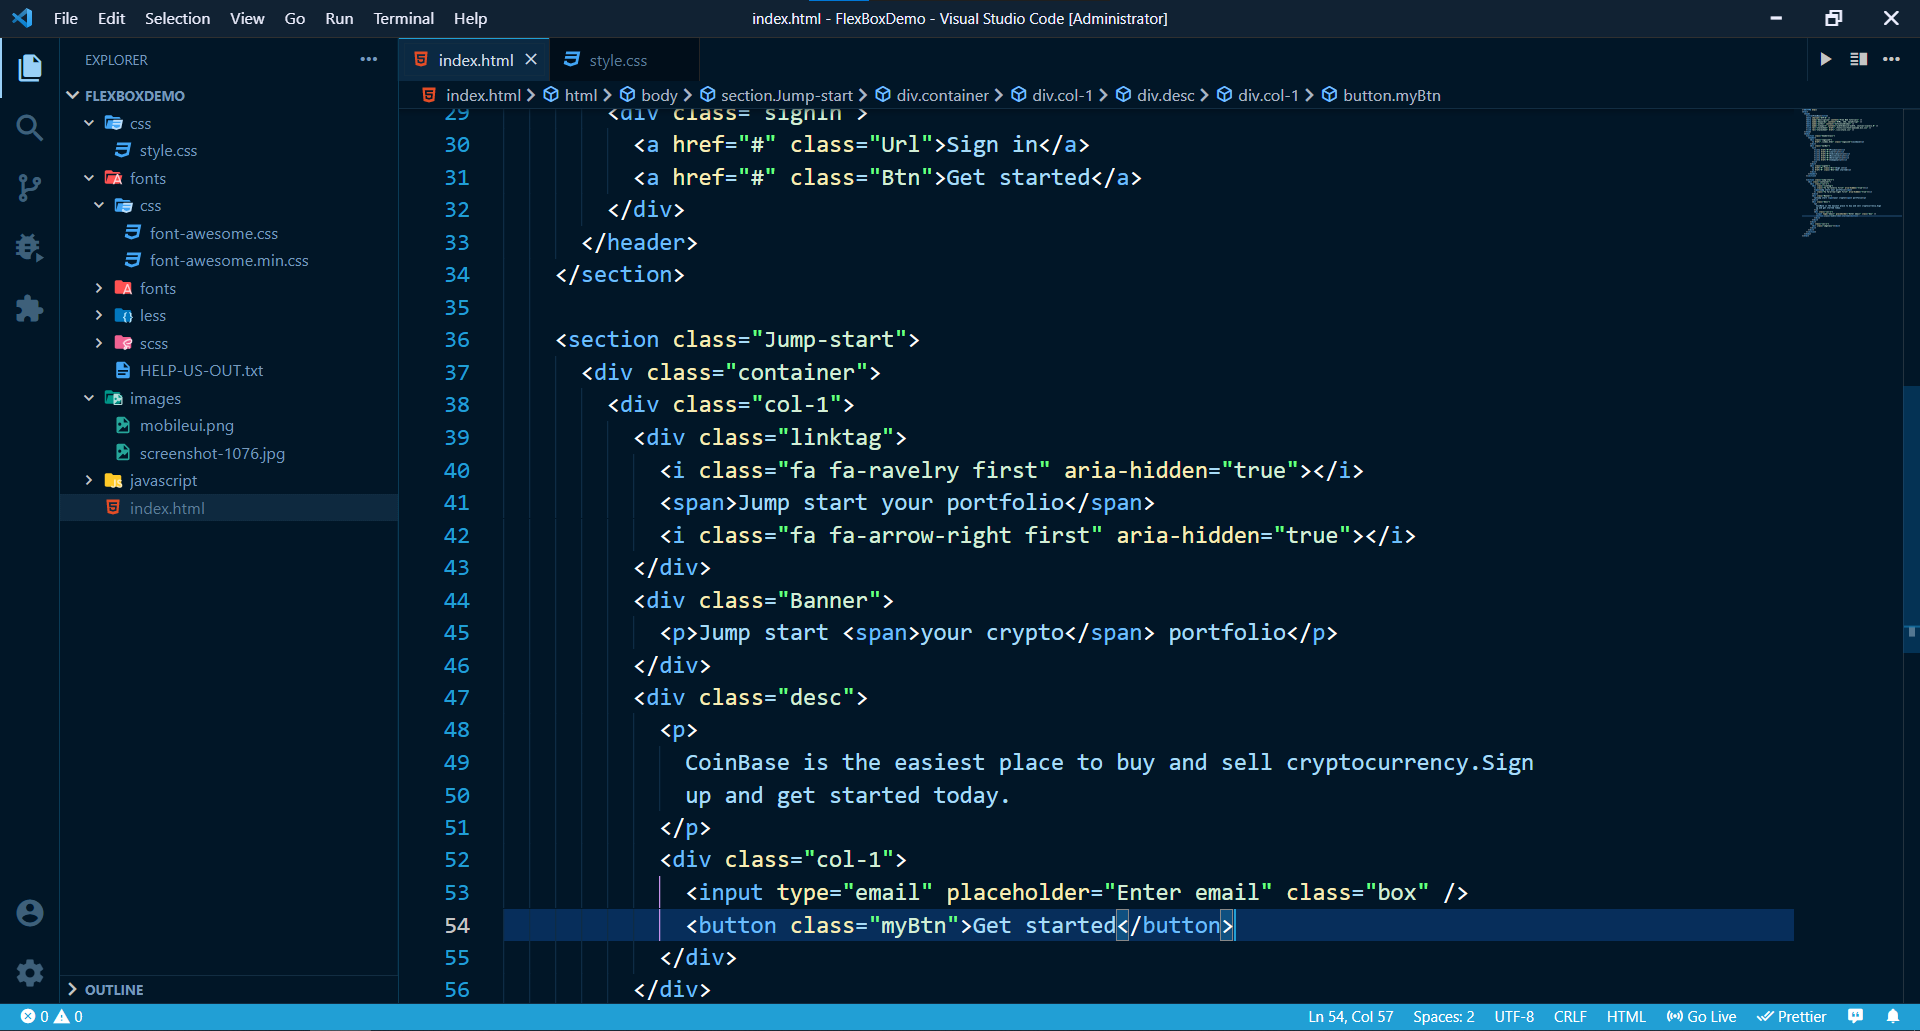 File Edit Selection View Go Run Terminal Help
index.html - FlexBoxDemo - Visual Studio Code [Administrator]
EXPLORER
FLEXBOXDEMO
css
style.css
fonts
css
font-awesome.css
font-awesome.min.css
fonts
less
scss
HELP-US-OUT.txt
images
mobileui.png
screenshot-1076.jpg
javascript
index.html
OUTLINE
index.html style.css
index.html html body section.Jump-start div.container div.col-1 div.desc div.col-1 button.myBtn
29 <div class="signin">
30 <a href="#" class="Url">Sign in</a>
31 <a href="#" class="Btn">Get started</a>
32 </div>
33 </header>
34 </section>
35
36 <section class="Jump-start">
37 <div class="container">
38 <div class="col-1">
39 <div class="linktag">
40 <i class="fa fa-ravelry first" aria-hidden="true"></i>
41 <span>Jump start your portfolio</span>
42 <i class="fa fa-arrow-right first" aria-hidden="true"></i>
43 </div>
44 <div class="Banner">
45 <p>Jump start <span>your crypto</span> portfolio</p>
46 </div>
47 <div class="desc">
48 <p>
49 CoinBase is the easiest place to buy and sell cryptocurrency.Sign
50 up and get started today.
51 </p>
52 <div class="col-1">
53 <input type="email" placeholder="Enter email" class="box" />
54 <button class="myBtn">Get started</button>
55 </div>
56 </div>
0 0 Ln 54, Col 57 Spaces: 2 UTF-8 CRLF HTML Go Live Prettier